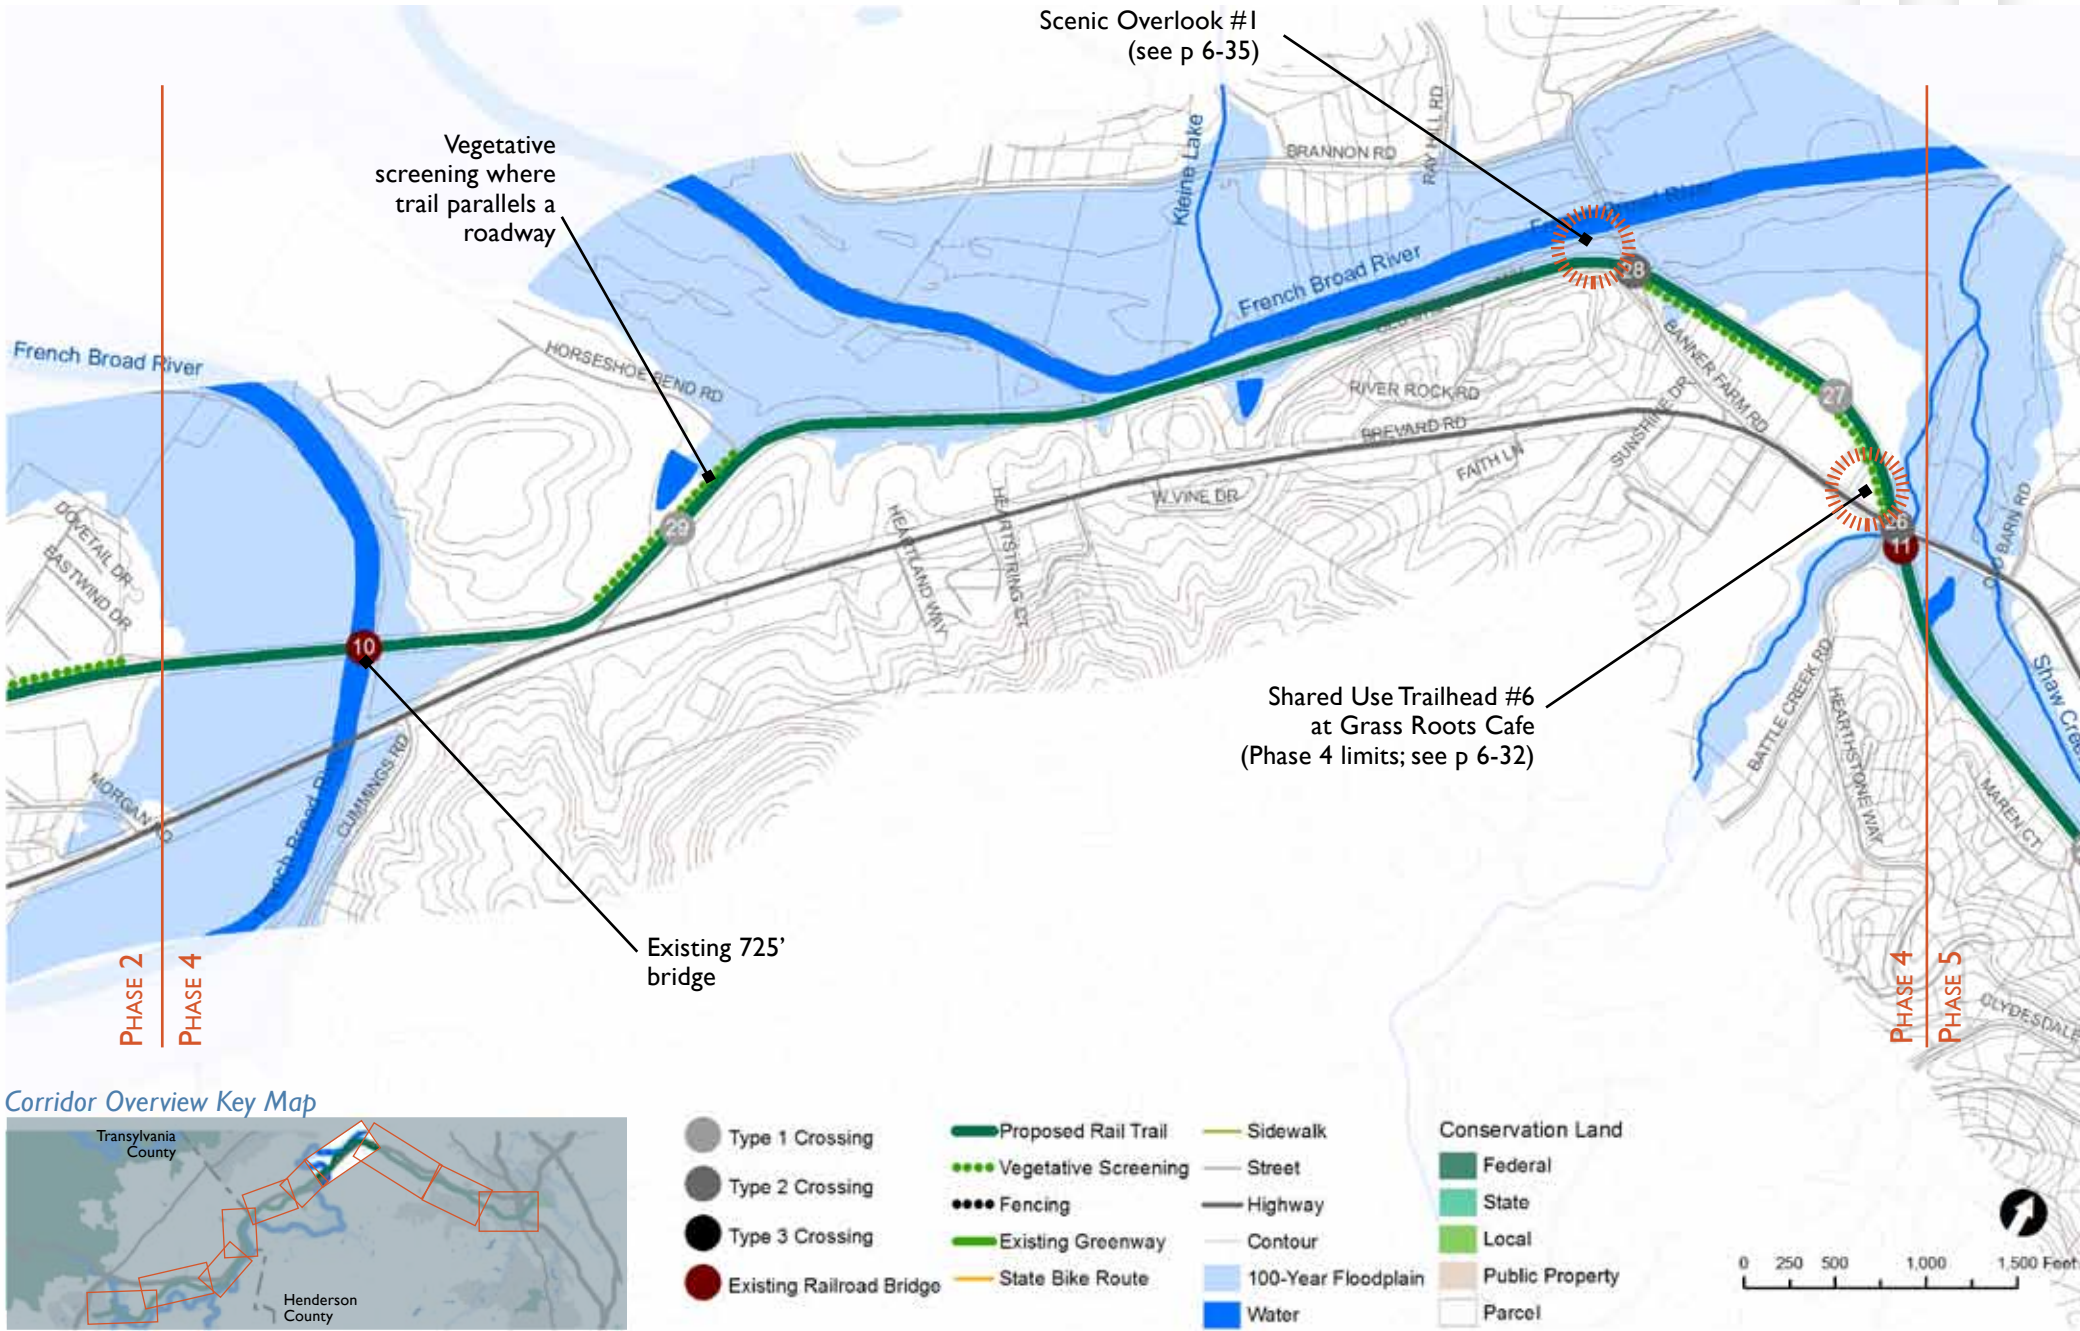 Scenic Overlook #1
(see p 6-35)
Vegetative
screening where
trail parallels a
roadway
Kleine Lake
BRANNON RD
RAY HILL RD
French Broad River
French Broad River
French Broad River
HORSESHOE BEND RD
28
BANNER FARM RD
27
SUNSHINE DR
RIVER ROCK RD
BREVARD RD
FAITH LN
W VINE DR
HEARTLAND WAY
HEARTSTRING CT
29
26
11
OLD BARN RD
DOVETAIL DR
EASTWIND DR
10
MORGAN RD
French Broad
CUMMINGS RD
Shared Use Trailhead #6
at Grass Roots Cafe
(Phase 4 limits; see p 6-32)
BATTLE CREEK RD
HEARTHSTONE WAY
MAREN CT
Shaw Cree
CLYDESDALE
Existing 725'
bridge
PHASE 2
PHASE 4
PHASE 4
PHASE 5
Corridor Overview Key Map
Transylvania
County
Henderson
County
Type 1 Crossing
Type 2 Crossing
Type 3 Crossing
Existing Railroad Bridge
Proposed Rail Trail
Vegetative Screening
Fencing
Existing Greenway
State Bike Route
Sidewalk
Street
Highway
Contour
100-Year Floodplain
Water
Conservation Land
Federal
State
Local
Public Property
Parcel
0 250 500 1,000 1,500 Feet